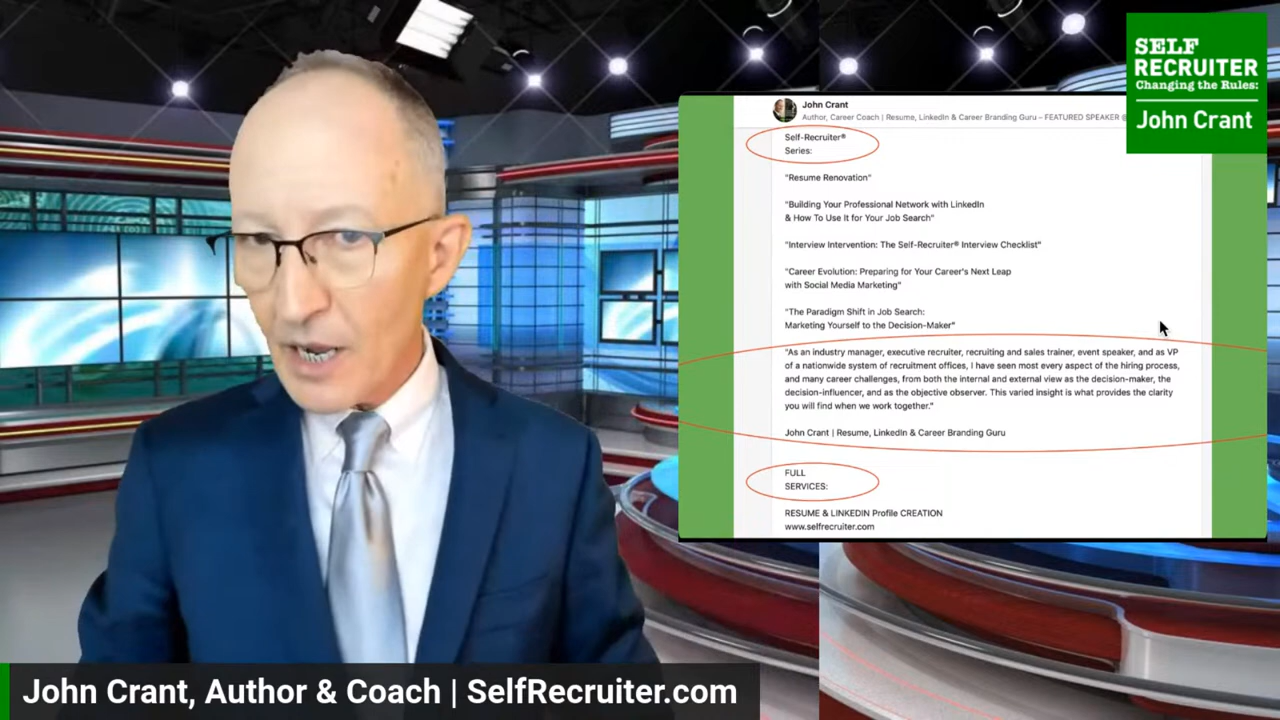 SELF
RECRUITER
Changing the Rules:
John Crant
John Crant
Author, Career Coach | Resume, LinkedIn & Career Branding Guru – FEATURED SPEAKER @
Self-Recruiter®
Series:
"Resume Renovation"
"Building Your Professional Network with LinkedIn
& How To Use It for Your Job Search"
"Interview Intervention: The Self-Recruiter® Interview Checklist"
"Career Evolution: Preparing for Your Career's Next Leap
with Social Media Marketing"
"The Paradigm Shift in Job Search:
Marketing Yourself to the Decision-Maker"
"As an industry manager, executive recruiter, recruiting and sales trainer, event speaker, and as VP
of a nationwide system of recruitment offices, I have seen most every aspect of the hiring process,
and many career challenges, from both the internal and external view as the decision-maker, the
decision-influencer, and as the objective observer. This varied insight is what provides the clarity
you will find when we work together."
John Crant | Resume, LinkedIn & Career Branding Guru
FULL
SERVICES:
RESUME & LINKEDIN Profile CREATION
www.selfrecruiter.com
John Crant, Author & Coach | SelfRecruiter.com